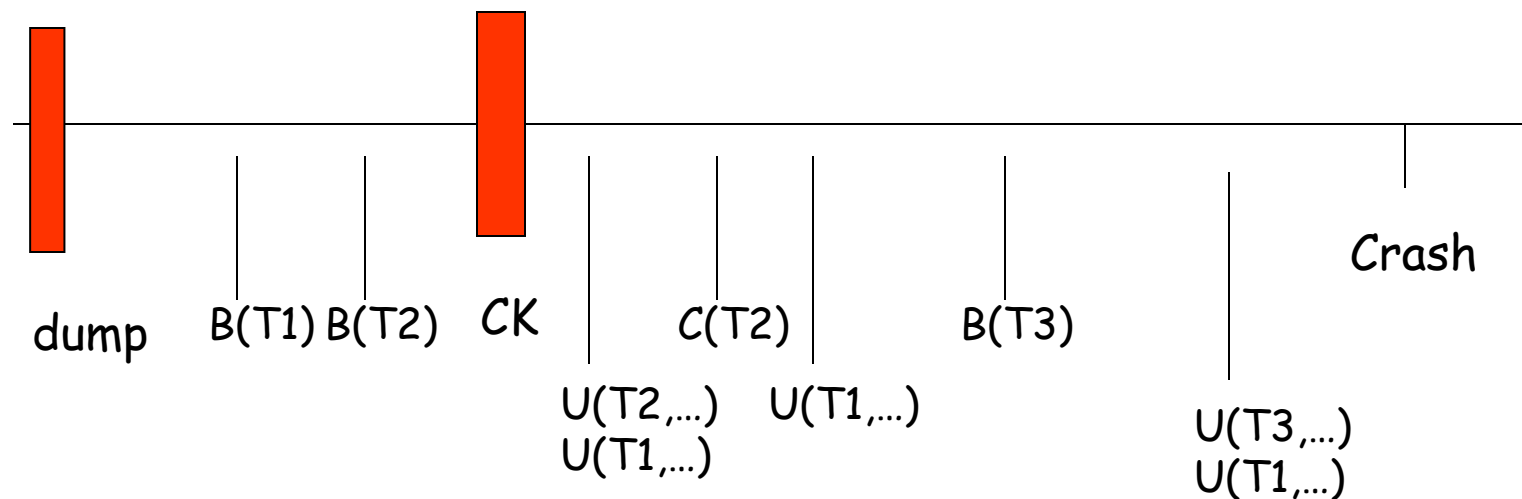 dump
B(T1)
B(T2)
CK
U(T2,...)
U(T1,...)
C(T2)
U(T1,...)
B(T3)
U(T3,...)
U(T1,...)
Crash